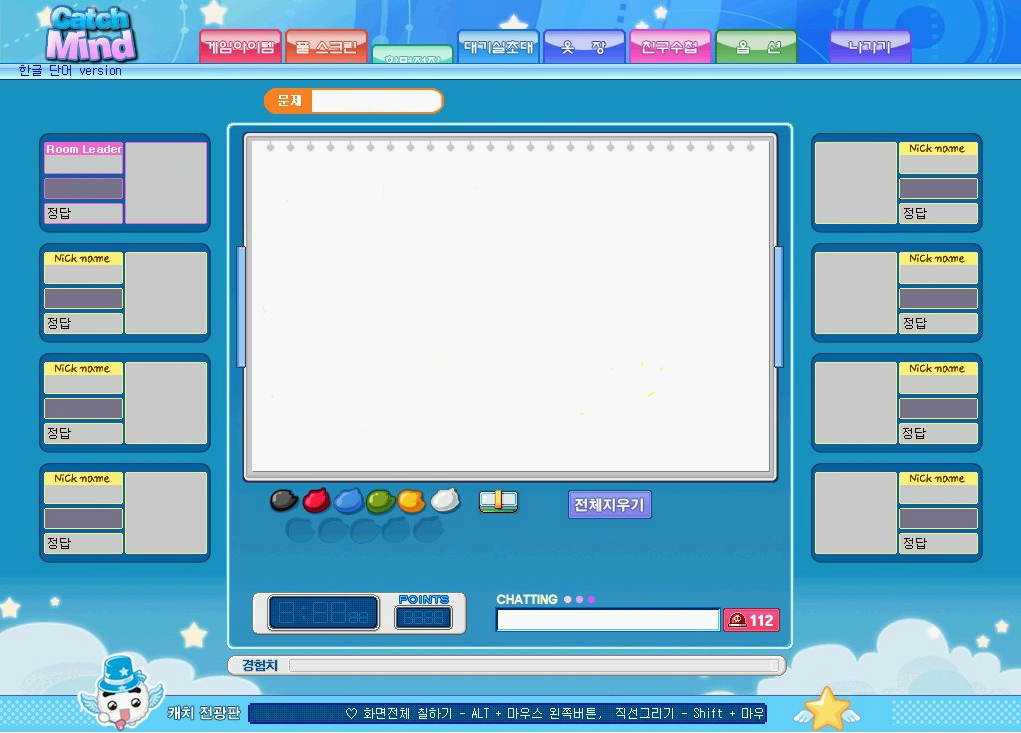 Catch Mind
게임아이템 풀 스크린 화면저장 대기실초대 옷 장 친구수첩 옵 션 나가기
한글 단어 version
문제
Room Leader
정답
Nick name
정답
Nick name
정답
Nick name
정답
Nick name
정답
Nick name
정답
Nick name
정답
Nick name
정답
전체지우기
POINTS
CHATTING
112
경험치
캐치 전광판
♡ 화면전체 칠하기 - ALT + 마우스 왼쪽버튼, 직선그리기 - Shift + 마우